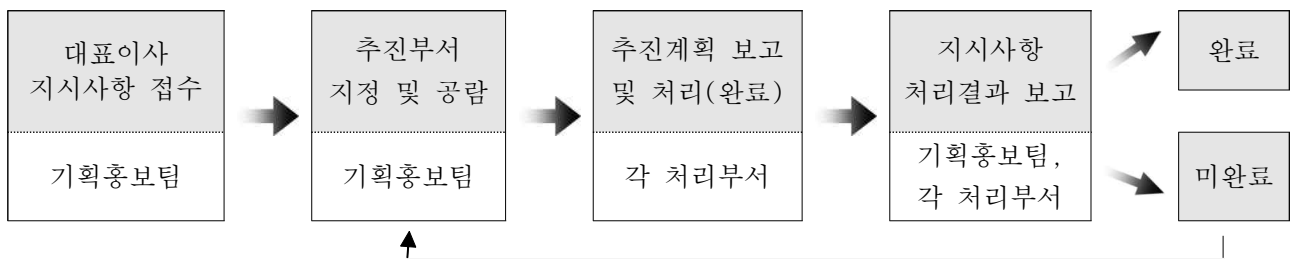 대표이사
지시사항 접수
기획홍보팀
추진부서
지정 및 공람
기획홍보팀
추진계획 보고
및 처리(완료)
각 처리부서
지시사항
처리결과 보고
기획홍보팀,
각 처리부서
완료
미완료